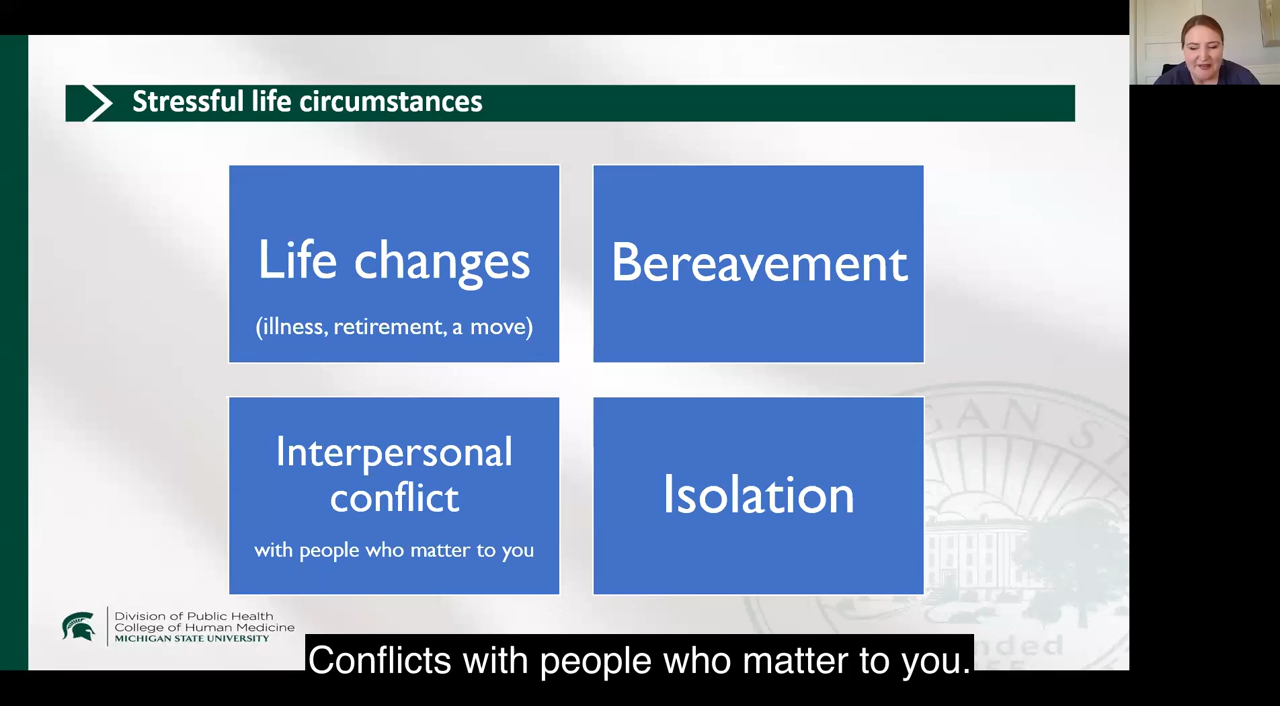 Stressful life circumstances
Life changes
(illness, retirement, a move)
Bereavement
Interpersonal
conflict
with people who matter to you
Isolation
Division of Public Health
College of Human Medicine
MICHIGAN STATE UNIVERSITY
Conflicts with people who matter to you.